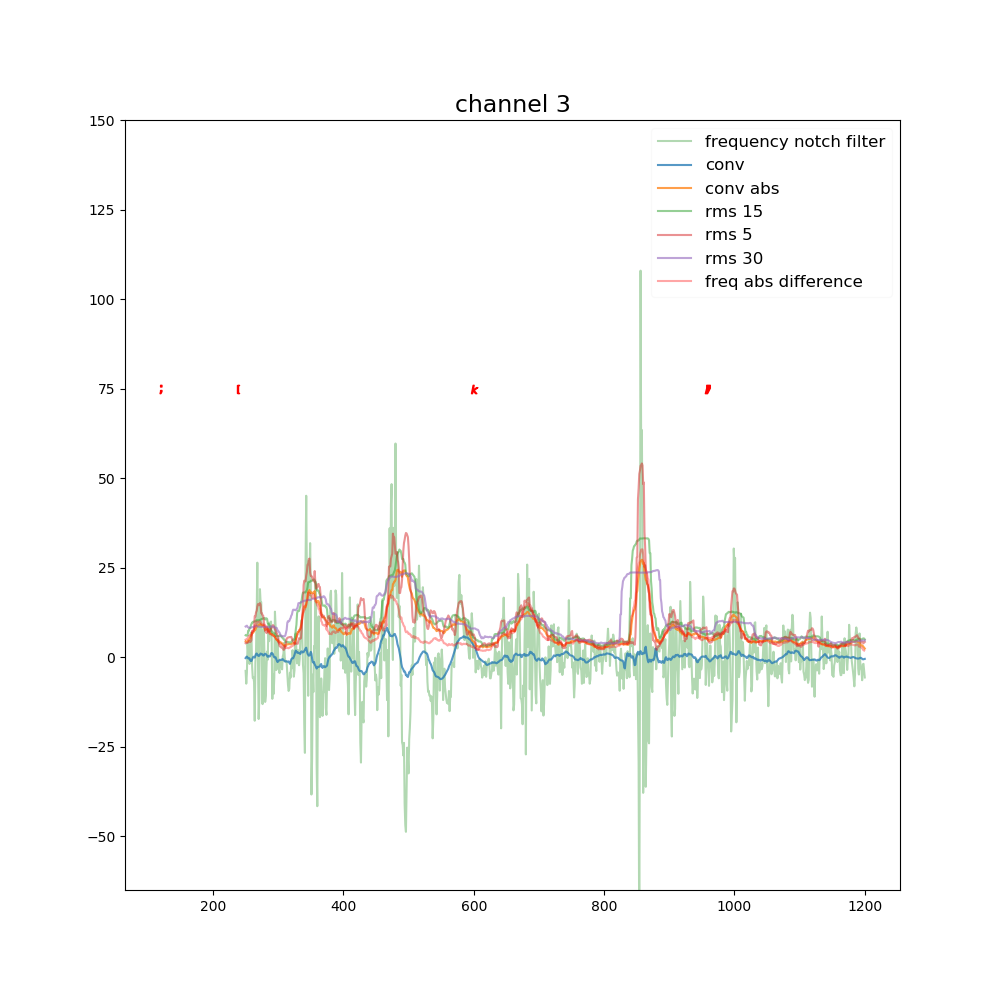 channel 3
150
125
100
75
50
25
0
−25
−50
frequency notch filter
conv
conv abs
rms 15
rms 5
rms 30
freq abs difference
; [ k
200 400 600 800 1000 1200